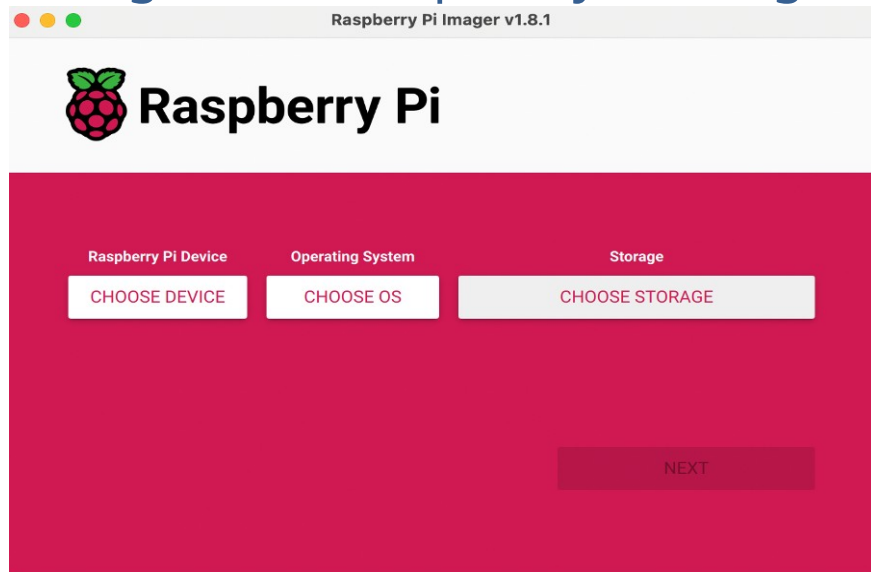 Raspberry Pi Imager v1.8.1
Raspberry Pi
Raspberry Pi Device
Operating System
Storage
CHOOSE DEVICE
CHOOSE OS
CHOOSE STORAGE
NEXT